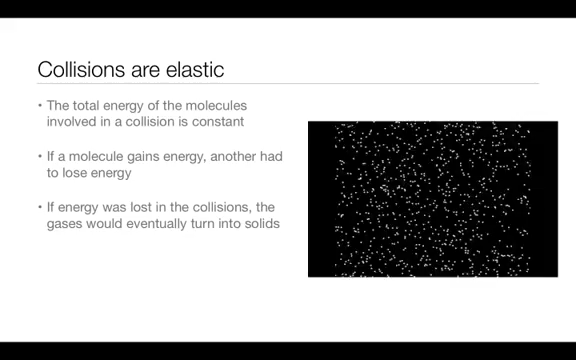 Collisions are elastic
• The total energy of the molecules
involved in a collision is constant
• If a molecule gains energy, another had
to lose energy
• If energy was lost in the collisions, the
gases would eventually turn into solids